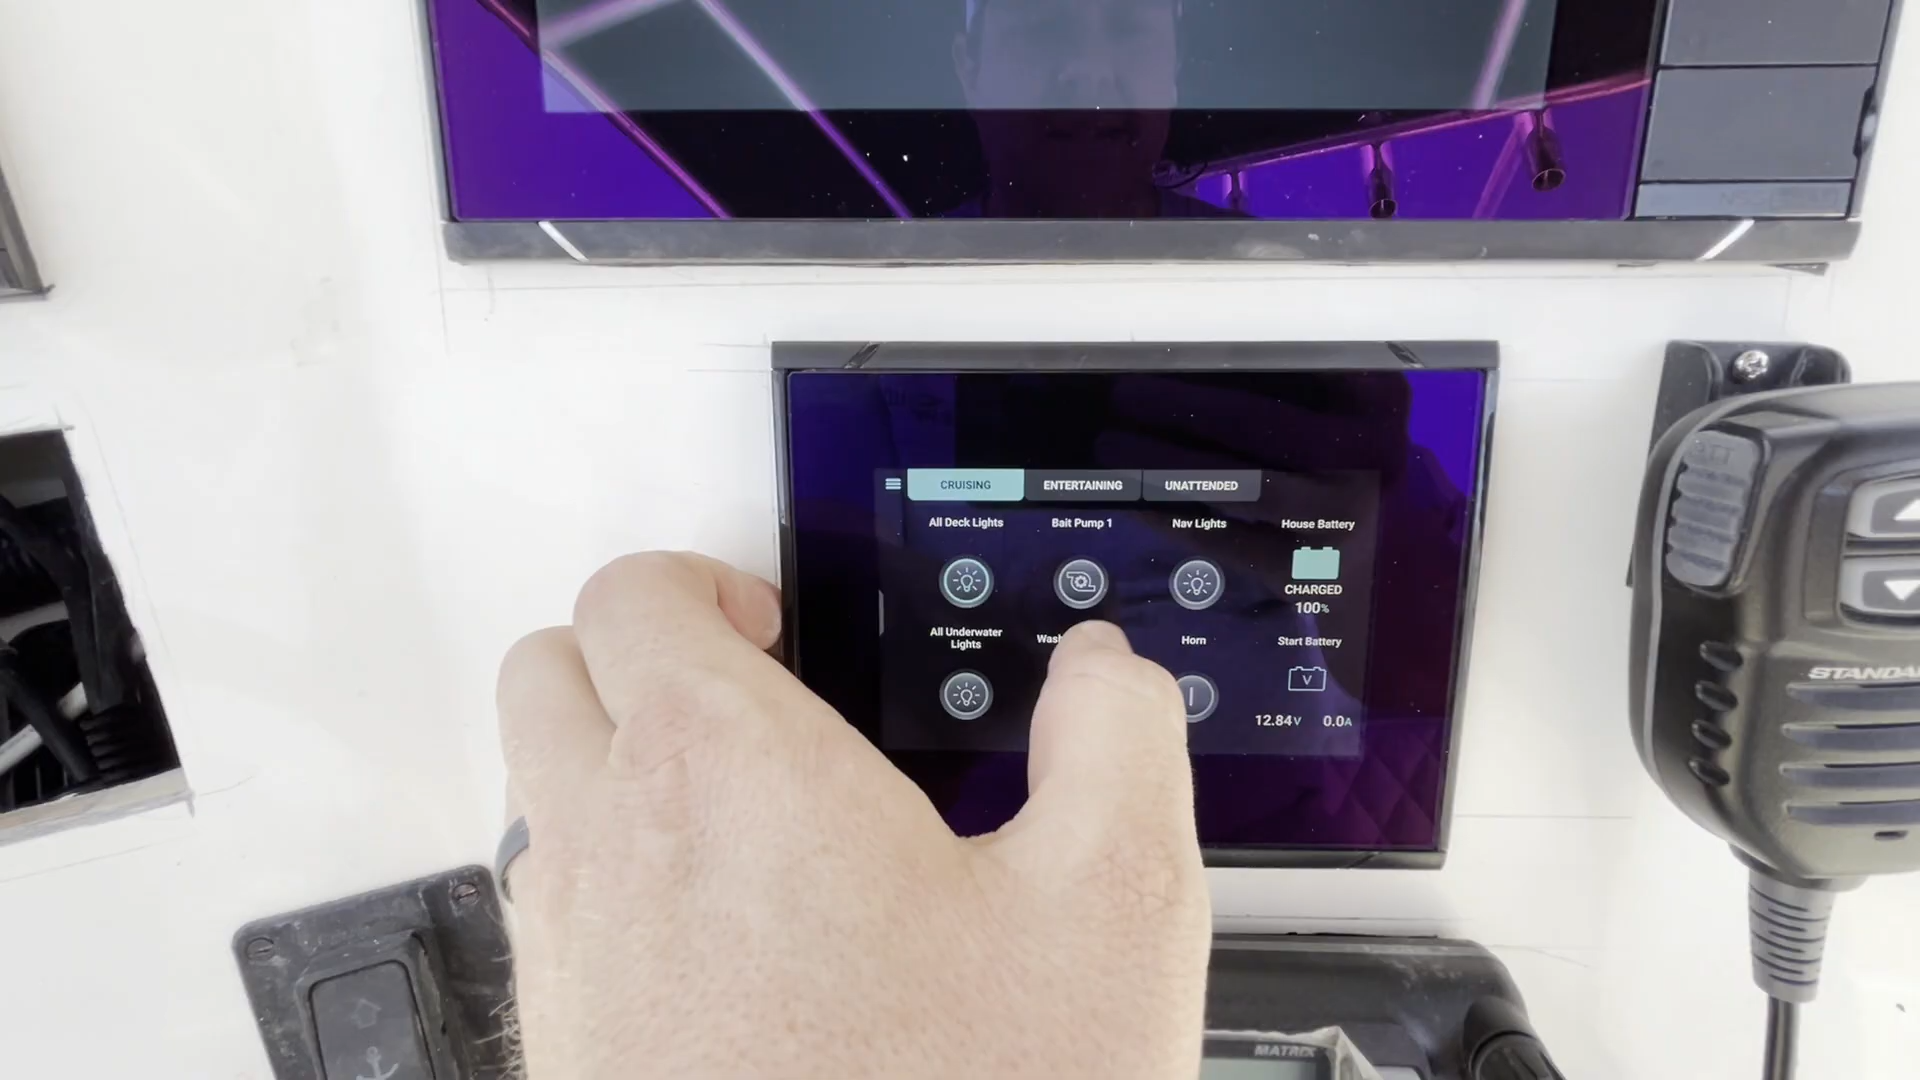 CRUISING ENTERTAINING UNATTENDED
All Deck Lights Bait Pump 1 Nav Lights House Battery
CHARGED
100%
All Underwater
Lights
Wash
Horn
Start Battery
V
12.84V 0.0A
STANDA
MATRIX